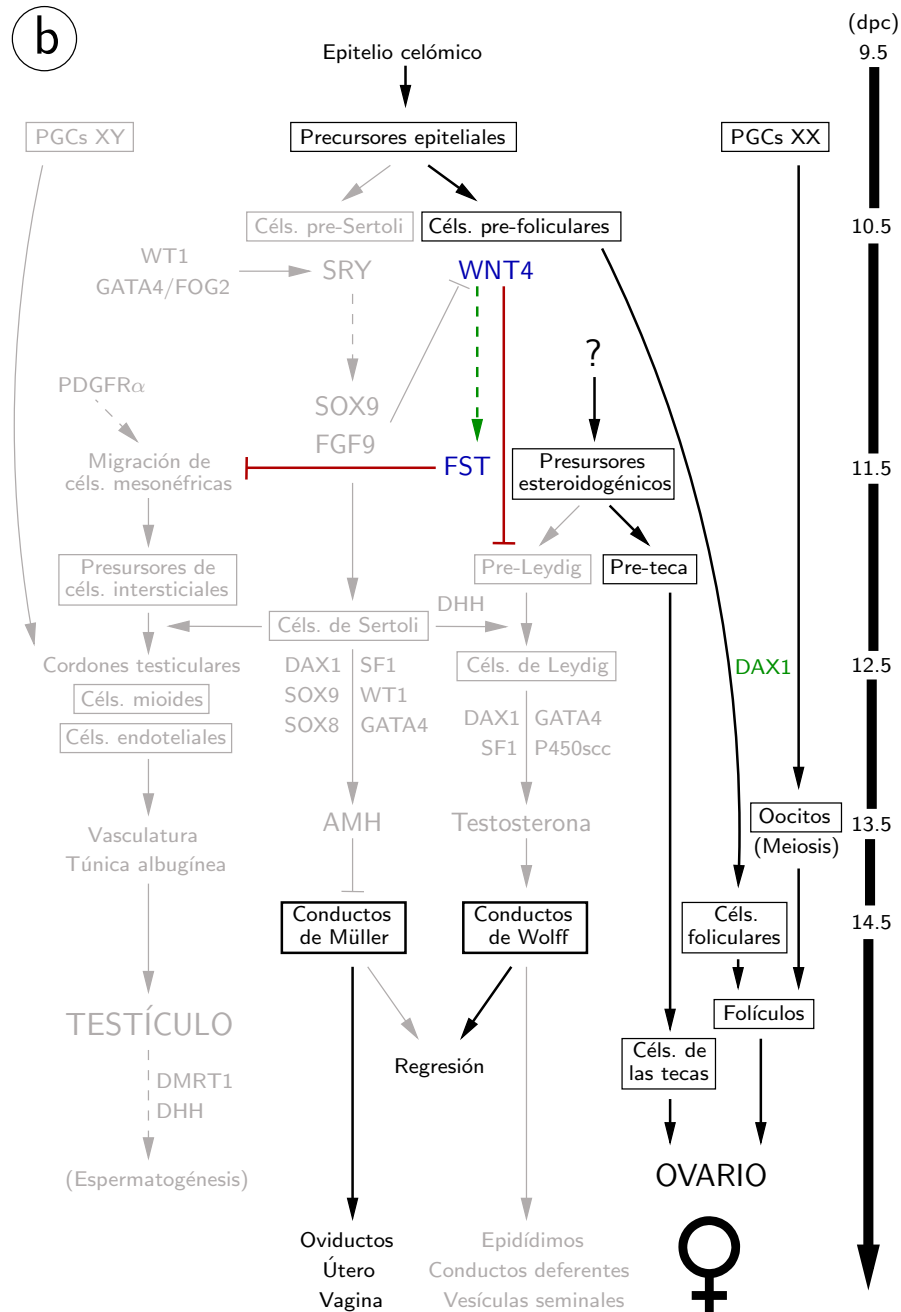 b
(dpc)
9.5
Epitelio celómico
PGCs XY
Precursores epiteliales
PGCs XX
Céls. pre-Sertoli
Céls. pre-foliculares
10.5
WT1
GATA4/FOG2
SRY
WNT4
?
PDGFRα
SOX9
FGF9
Migración de
céls. mesonéfricas
FST
Presursores
esteroidogénicos
11.5
Presursores de
céls. intersticiales
Pre-Leydig
Pre-teca
DHH
Céls. de Sertoli
Cordones testiculares
DAX1
SF1
Céls. de Leydig
DAX1
12.5
Céls. mioides
SOX9
WT1
Céls. endoteliales
SOX8
GATA4
DAX1
GATA4
SF1
P450scc
Vasculatura
Túnica albugínea
AMH
Testosterona
Oocitos
(Meiosis)
13.5
Conductos
de Müller
Conductos
de Wolff
Céls.
foliculares
14.5
TESTÍCULO
Folículos
Regresión
Céls. de
las tecas
DMRT1
DHH
(Espermatogénesis)
OVARIO
Oviductos
Útero
Vagina
Epidídimos
Conductos deferentes
Vesículas seminales